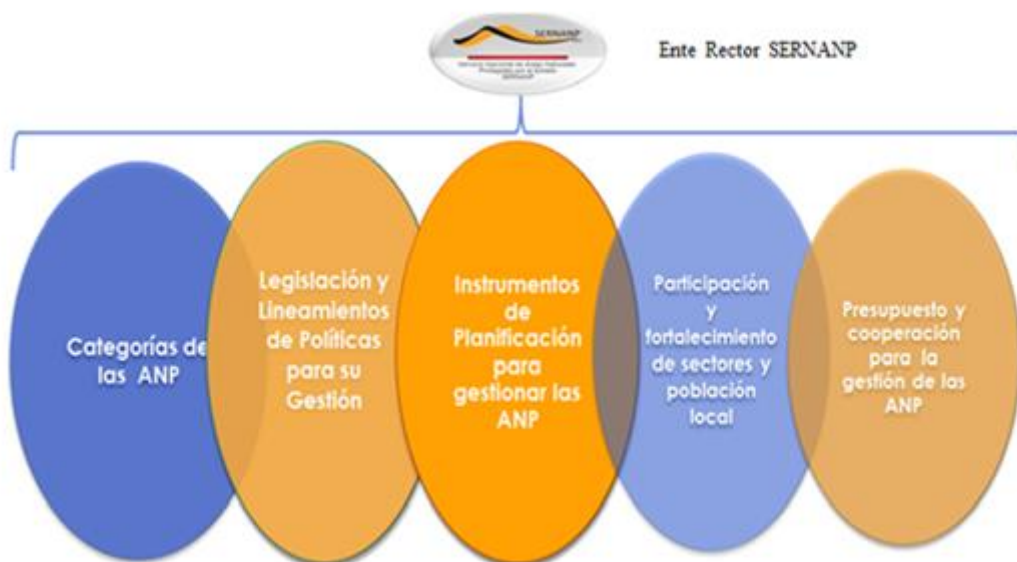 SERNANP
Ente Rector SERNANP
Categorías de
las ANP
Legislación y
Lineamientos
de Políticas
para su
Gestión
Instrumentos
de
Planificación
para
gestionar las
ANP
Participación
y
fortalecimiento
de sectores y
población
local
Presupuesto y
cooperación
para la
gestión de las
ANP